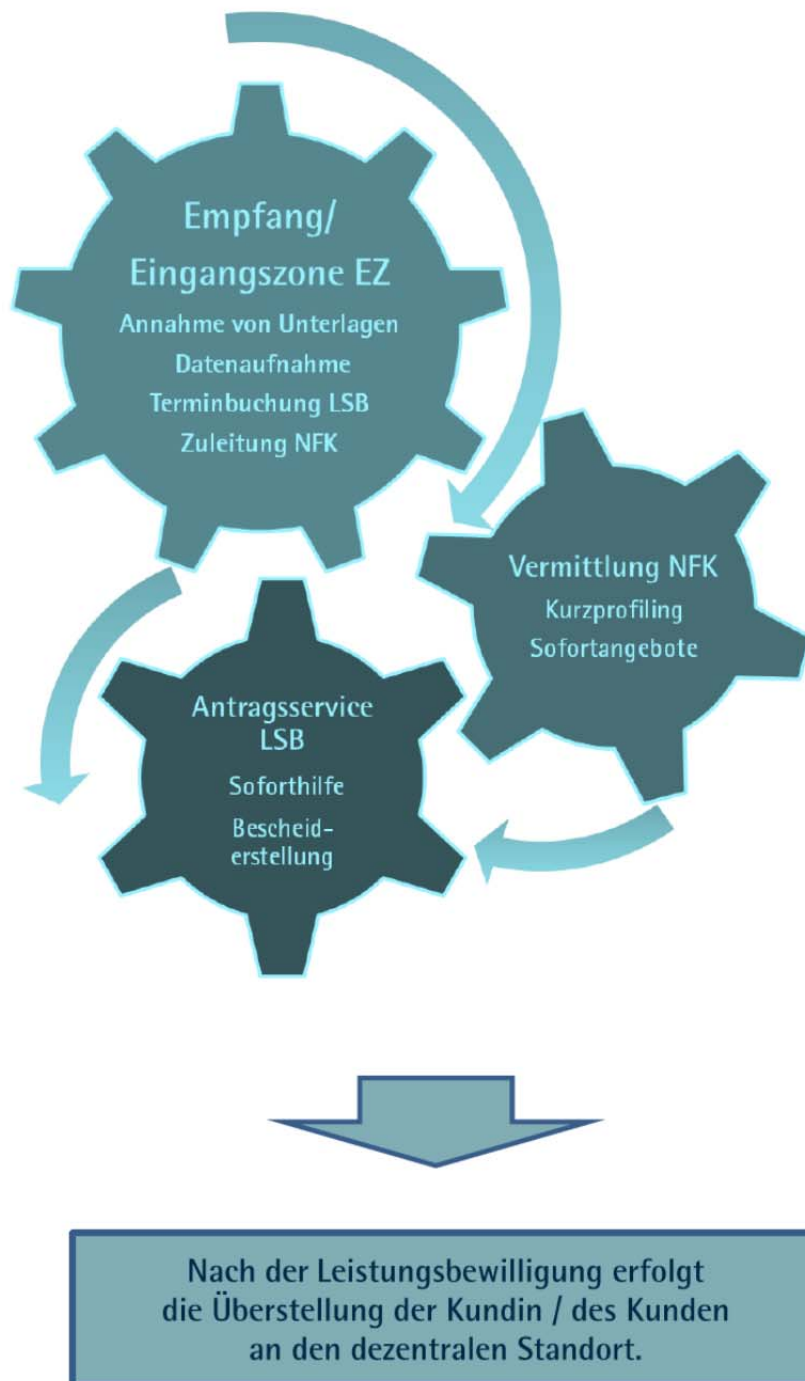 Empfang/
Eingangszone EZ
Annahme von Unterlagen
Datenaufnahme
Terminbuchung LSB
Zuleitung NFK
Vermittlung NFK
Kurzprofiling
Sofortangebote
Antragsservice
LSB
Soforthilfe
Bescheid-
erstellung
Nach der Leistungsbewilligung erfolgt
die Überstellung der Kundin / des Kunden
an den dezentralen Standort.